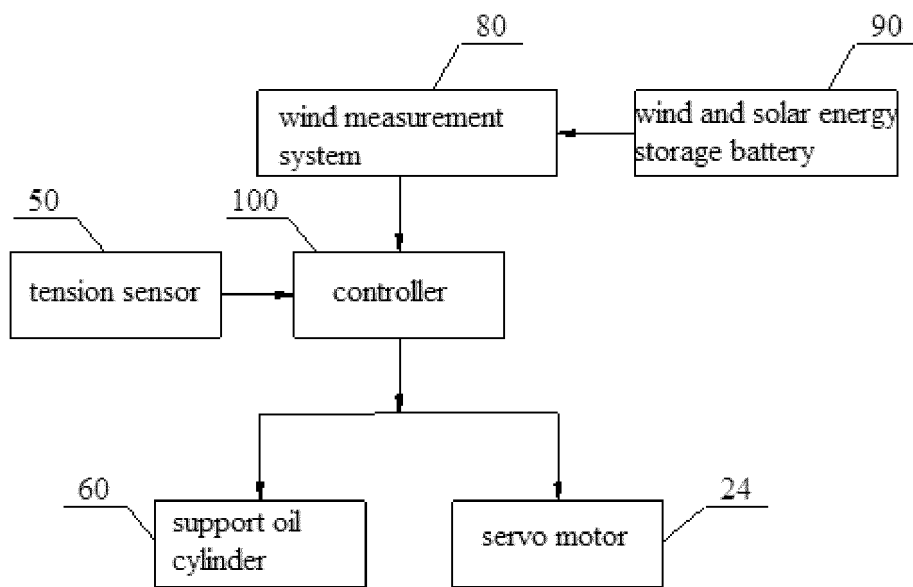 80
90
wind measurement
system
wind and solar energy
storage battery
50
100
tension sensor
controller
60
24
support oil
cylinder
servo motor